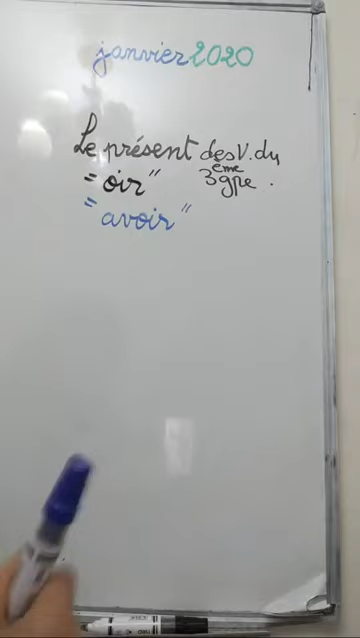 janvier 2020
Le présent des V. du
"oir" 3ème gpe.
"avoir"